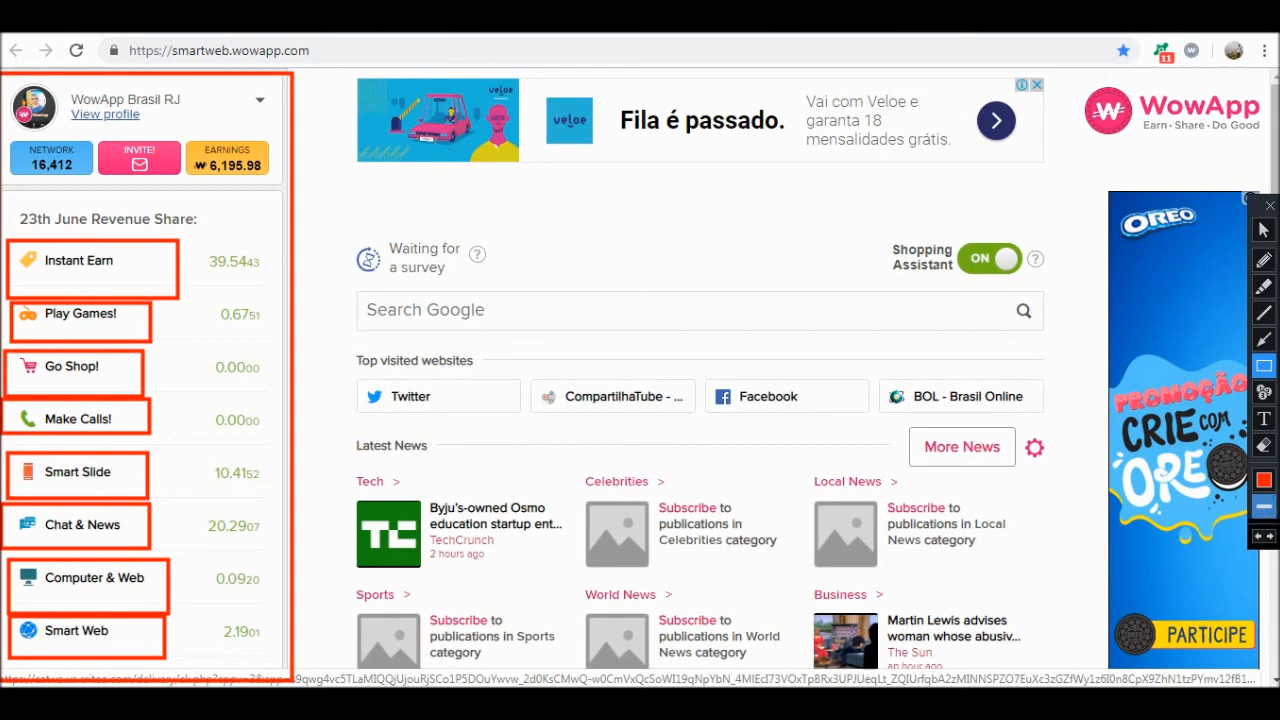 https://smartweb.wowapp.com
11
WowApp Brasil RJ
View profile
NETWORK
16,412
INVITE!
EARNINGS
6,195.98
23th June Revenue Share:
Instant Earn 39.5443
Play Games! 0.6751
Go Shop! 0.0000
Make Calls! 0.0000
Smart Slide 10.4152
Chat & News 20.2907
Computer & Web 0.0920
Smart Web 2.1901
veloe
veloe
Fila é passado.
Vai com Veloe e
garanta 18
mensalidades grátis.
WowApp
Earn • Share • Do Good
Waiting for
a survey
?
Shopping
Assistant
ON
?
Search Google
Top visited websites
Twitter
CompartilhaTube - ...
Facebook
BOL - Brasil Online
Latest News
More News
Tech >
Byju's-owned Osmo
education startup ent...
TechCrunch
2 hours ago
Celebrities >
Subscribe to
publications in
Celebrities category
Local News >
Subscribe to
publications in Local
News category
Sports >
Subscribe to
publications in Sports
category
World News >
Subscribe to
publications in World
News category
Business >
Martin Lewis advises
woman whose abusiv...
The Sun
an hour ago
OREO
PROMOÇÃO
CRIE COM
OREO
PARTICIPE
T